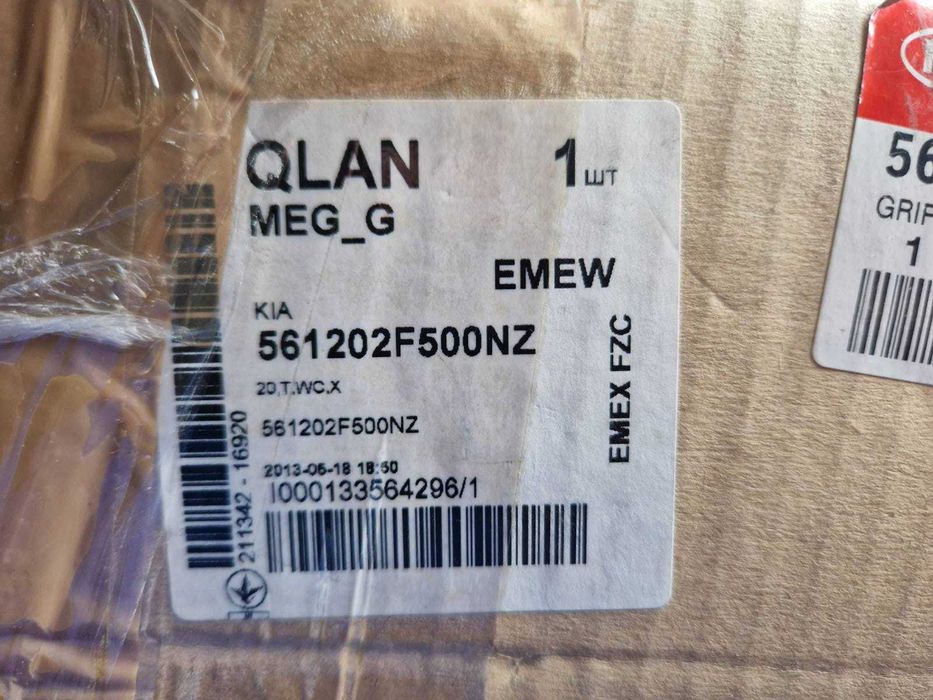 QLAN 1 шт
MEG_G
EMEW
KIA
561202F500NZ
20,T,WC,X
561202F500NZ
2013-06-18 18:50
I000133564296/1
211342 - 16920
EMEX FZC
56
GRIP
1